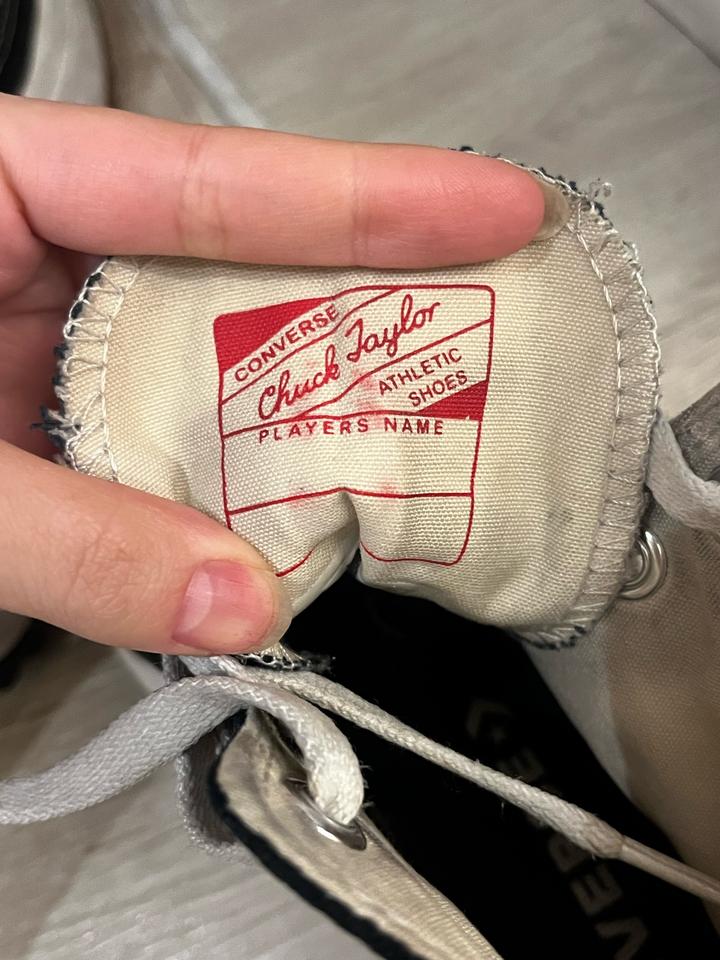 CONVERSE
Chuck Taylor
ATHLETIC
SHOES
PLAYERS NAME